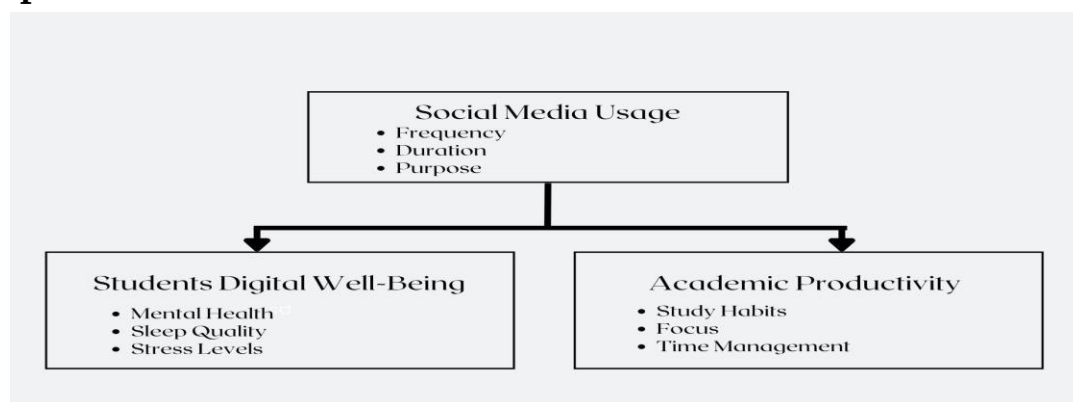 Social Media Usage
• Frequency
• Duration
• Purpose
Students Digital Well-Being
• Mental Health
• Sleep Quality
• Stress Levels
Academic Productivity
• Study Habits
• Focus
• Time Management